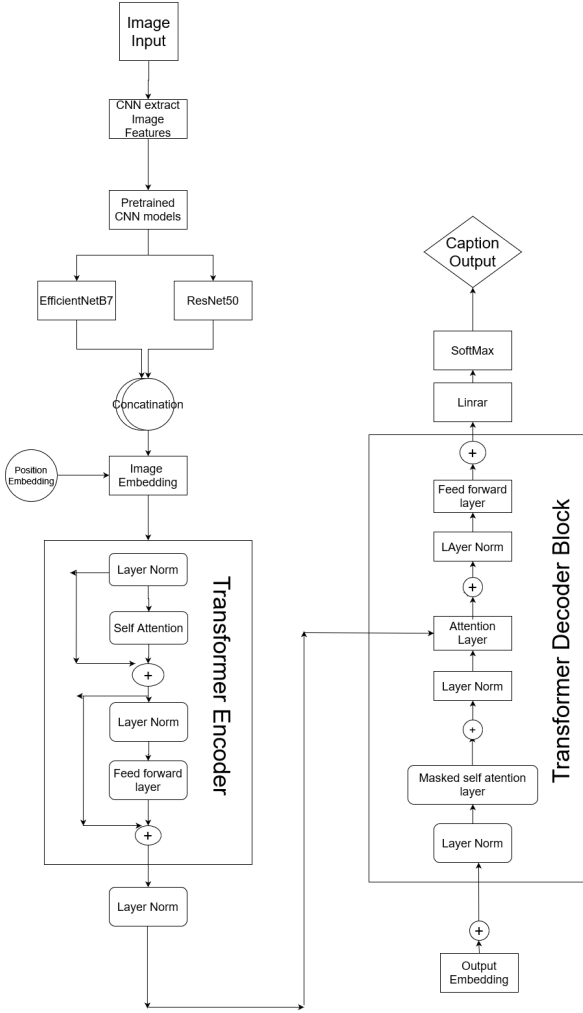 Image
Input
CNN extract
Image
Features
Pretrained
CNN models
EfficientNetB7
ResNet50
Concatination
Position
Embedding
Image
Embedding
Transformer Encoder
Layer Norm
Self Attention
+
Layer Norm
Feed forward
layer
+
Layer Norm
Caption
Output
SoftMax
Linrar
Transformer Decoder Block
+
Feed forward
layer
LAyer Norm
+
Attention
Layer
Layer Norm
+
Masked self atention
layer
Layer Norm
+
Output
Embedding